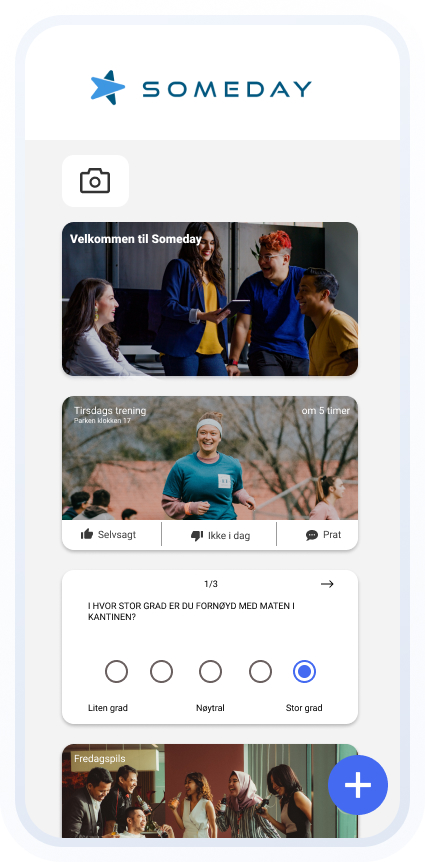 SOMEDAY
Velkommen til Someday
Tirsdags trening
om 5 timer
Parken klokken 17
Selvsagt
Ikke i dag
Prat
1/3
I HVOR STOR GRAD ER DU FORNØYD MED MATEN I
KANTINEN?
Liten grad
Nøytral
Stor grad
Fredagspils